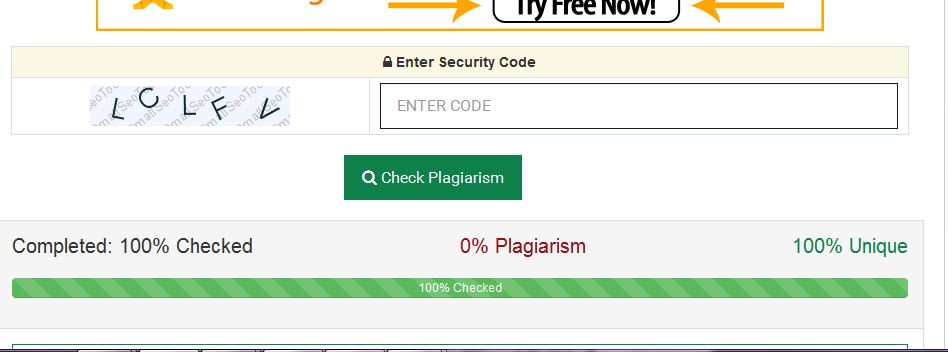 Try Free Now!
Enter Security Code
ENTER CODE
Check Plagiarism
Completed: 100% Checked
0% Plagiarism
100% Unique
100% Checked